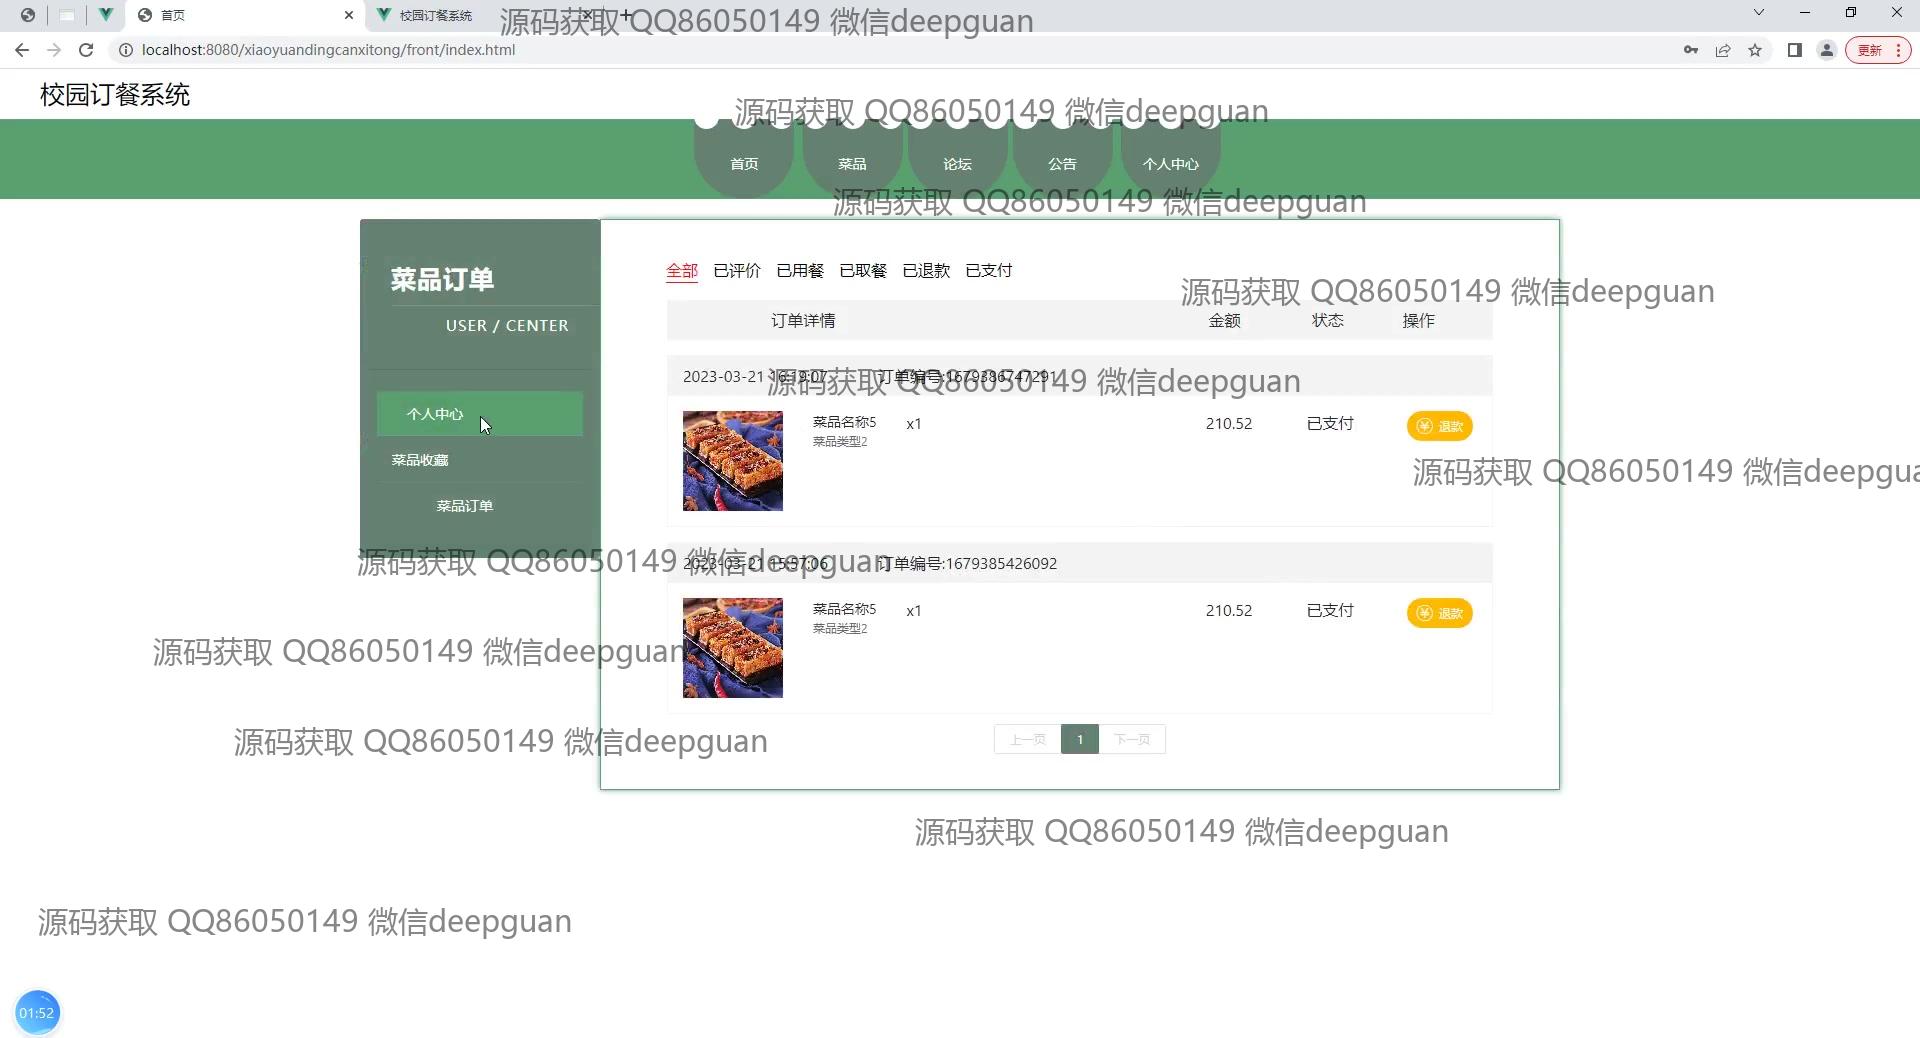 首页
校园订餐系统
源码获取 QQ86050149 微信deepguan
localhost:8080/xiaoyuandingcanxitong/front/index.html
更新
校园订餐系统
源码获取 QQ86050149 微信deepguan
首页 菜品 论坛 公告 个人中心
源码获取 QQ86050149 微信deepguan
菜品订单
USER / CENTER
个人中心
菜品收藏
菜品订单
全部 已评价 已用餐 已取餐 已退款 已支付
源码获取 QQ86050149 微信deepguan
订单详情 金额 状态 操作
2023-03-21 16:19:07 订单编号:1679386747291
源码获取 QQ86050149 微信deepguan
菜品名称5 x1 210.52 已支付 退款
菜品类型2
源码获取 QQ86050149 微信deepgua
2023-03-21 15:57:06 订单编号:1679385426092
源码获取 QQ86050149 微信deepguan
菜品名称5 x1 210.52 已支付 退款
菜品类型2
源码获取 QQ86050149 微信deepguan
上一页 1 下一页
源码获取 QQ86050149 微信deepguan
源码获取 QQ86050149 微信deepguan
源码获取 QQ86050149 微信deepguan
01:52